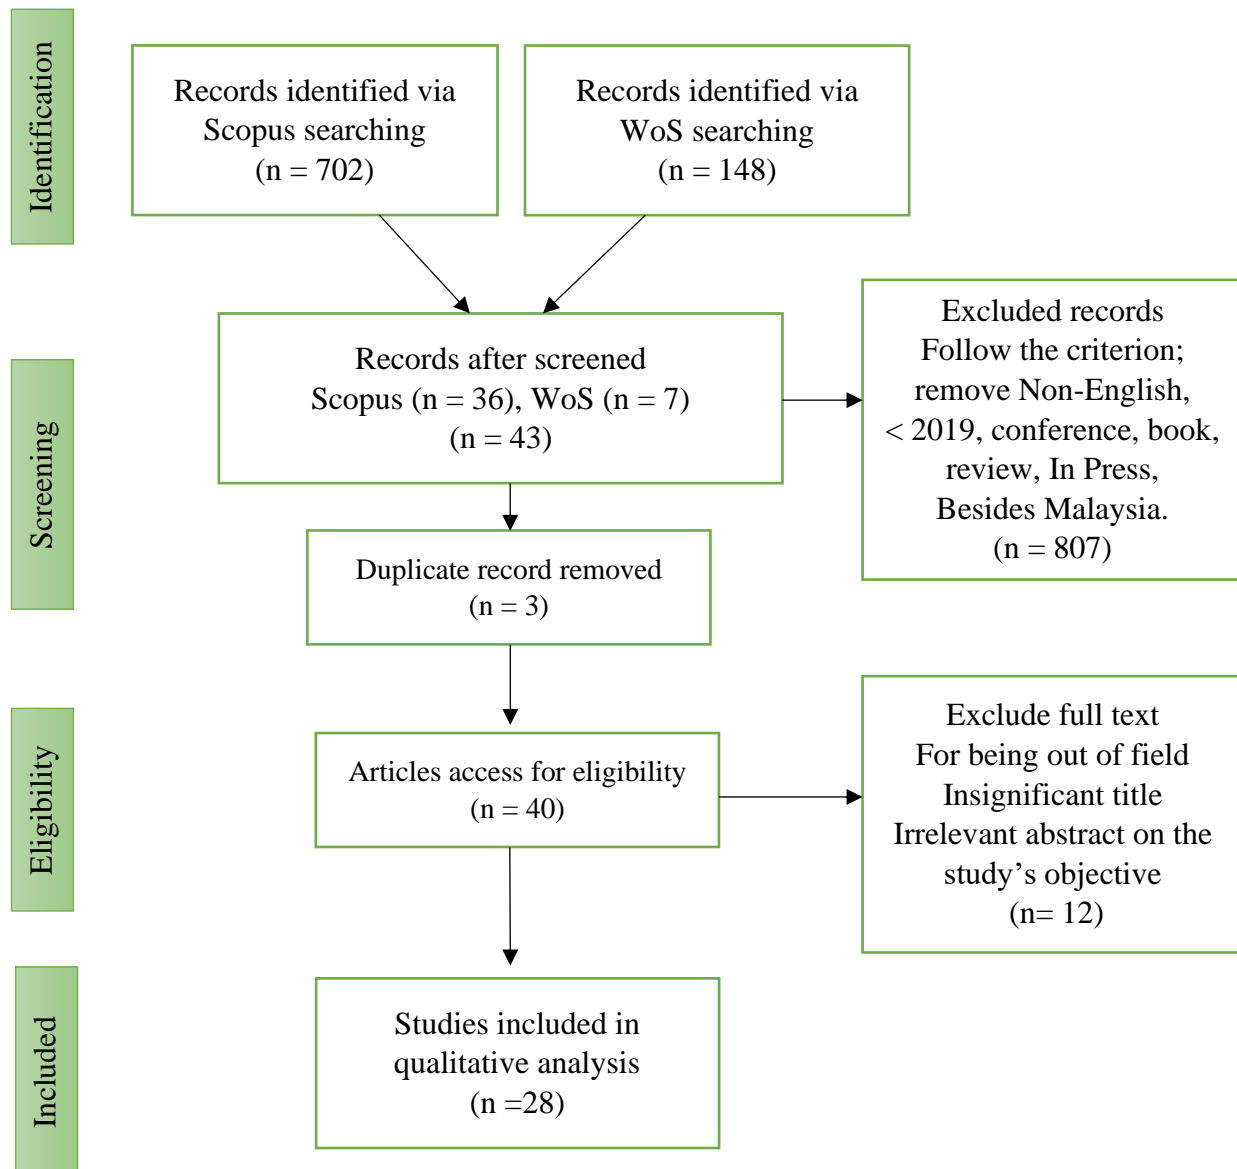 Identification
Records identified via
Scopus searching
(n = 702)
Records identified via
WoS searching
(n = 148)
Screening
Records after screened
Scopus (n = 36), WoS (n = 7)
(n = 43)
Excluded records
Follow the criterion;
remove Non-English,
< 2019, conference, book,
review, In Press,
Besides Malaysia.
(n = 807)
Duplicate record removed
(n = 3)
Eligibility
Articles access for eligibility
(n = 40)
Exclude full text
For being out of field
Insignificant title
Irrelevant abstract on the
study’s objective
(n= 12)
Included
Studies included in
qualitative analysis
(n =28)